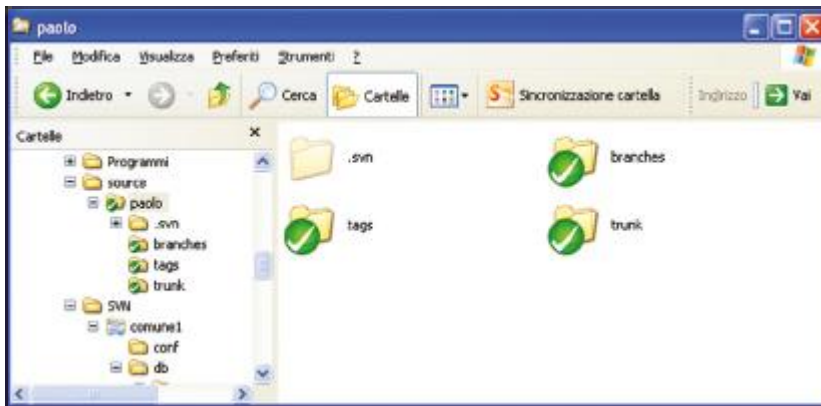 paolo
File Modifica Visualizza Preferiti Strumenti ?
Indietro Cerca Cartelle Sincronizzazione cartella Indirizzo Vai
Cartelle
Programmi
source
paolo
.svn
branches
tags
trunk
SVN
comune1
conf
db
.svn branches
tags trunk